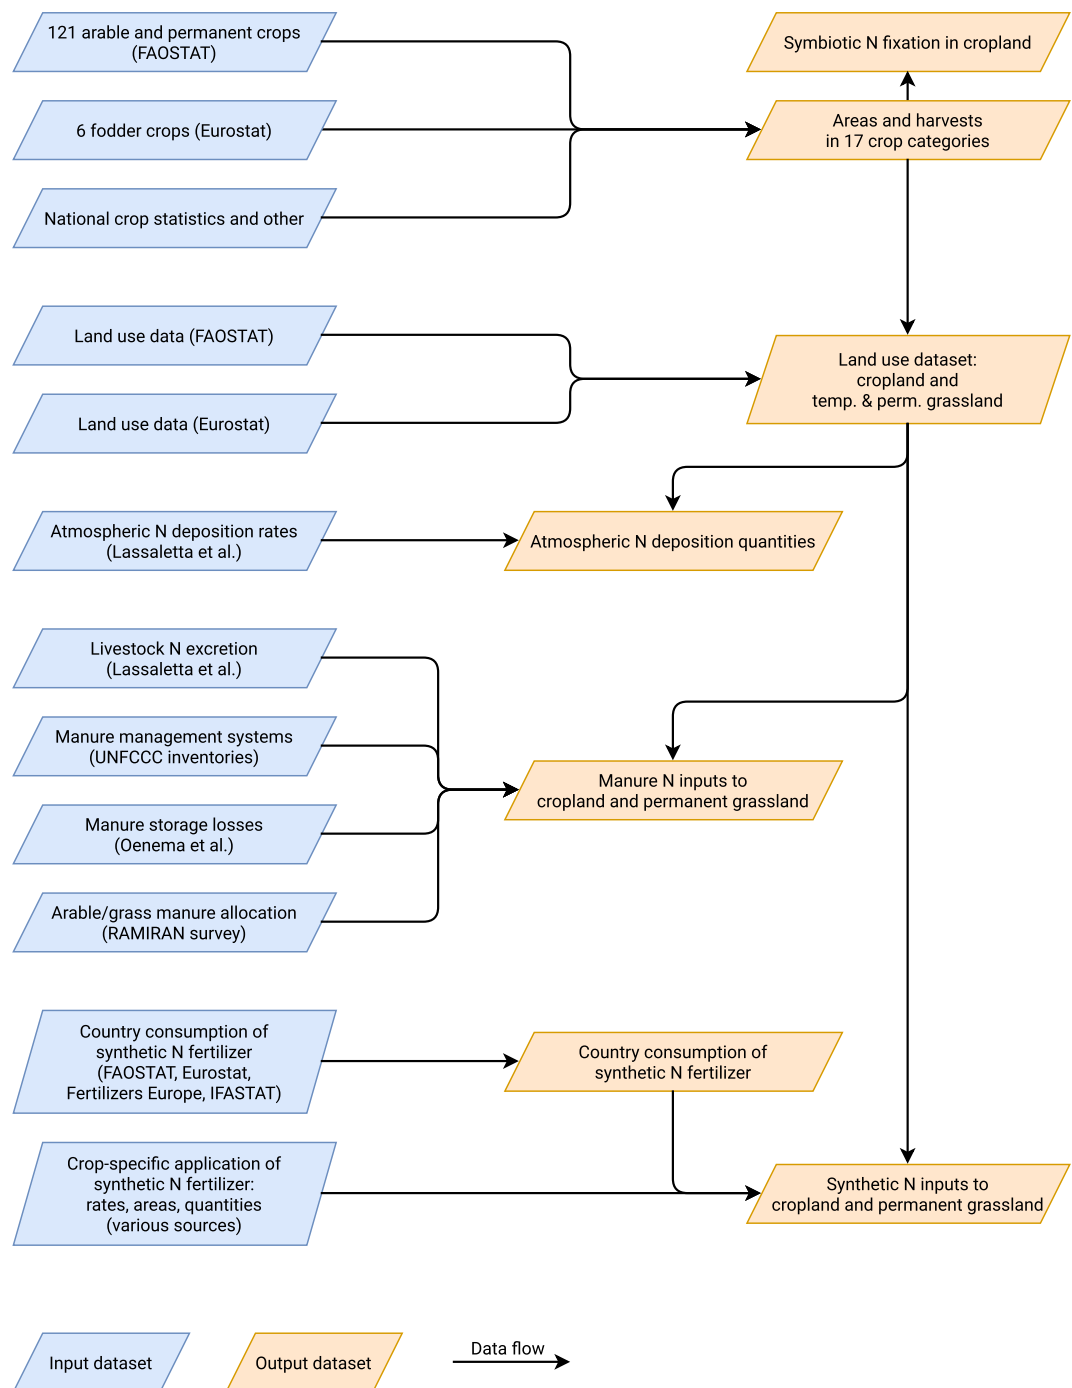 121 arable and permanent crops
(FAOSTAT)
Symbiotic N fixation in cropland
6 fodder crops (Eurostat)
Areas and harvests
in 17 crop categories
National crop statistics and other
Land use data (FAOSTAT)
Land use dataset:
cropland and
temp. & perm. grassland
Land use data (Eurostat)
Atmospheric N deposition rates
(Lassaletta et al.)
Atmospheric N deposition quantities
Livestock N excretion
(Lassaletta et al.)
Manure management systems
(UNFCCC inventories)
Manure N inputs to
cropland and permanent grassland
Manure storage losses
(Oenema et al.)
Arable/grass manure allocation
(RAMIRAN survey)
Country consumption of
synthetic N fertilizer
(FAOSTAT, Eurostat,
Fertilizers Europe, IFASTAT)
Country consumption of
synthetic N fertilizer
Crop-specific application of
synthetic N fertilizer:
rates, areas, quantities
(various sources)
Synthetic N inputs to
cropland and permanent grassland
Input dataset
Output dataset
Data flow